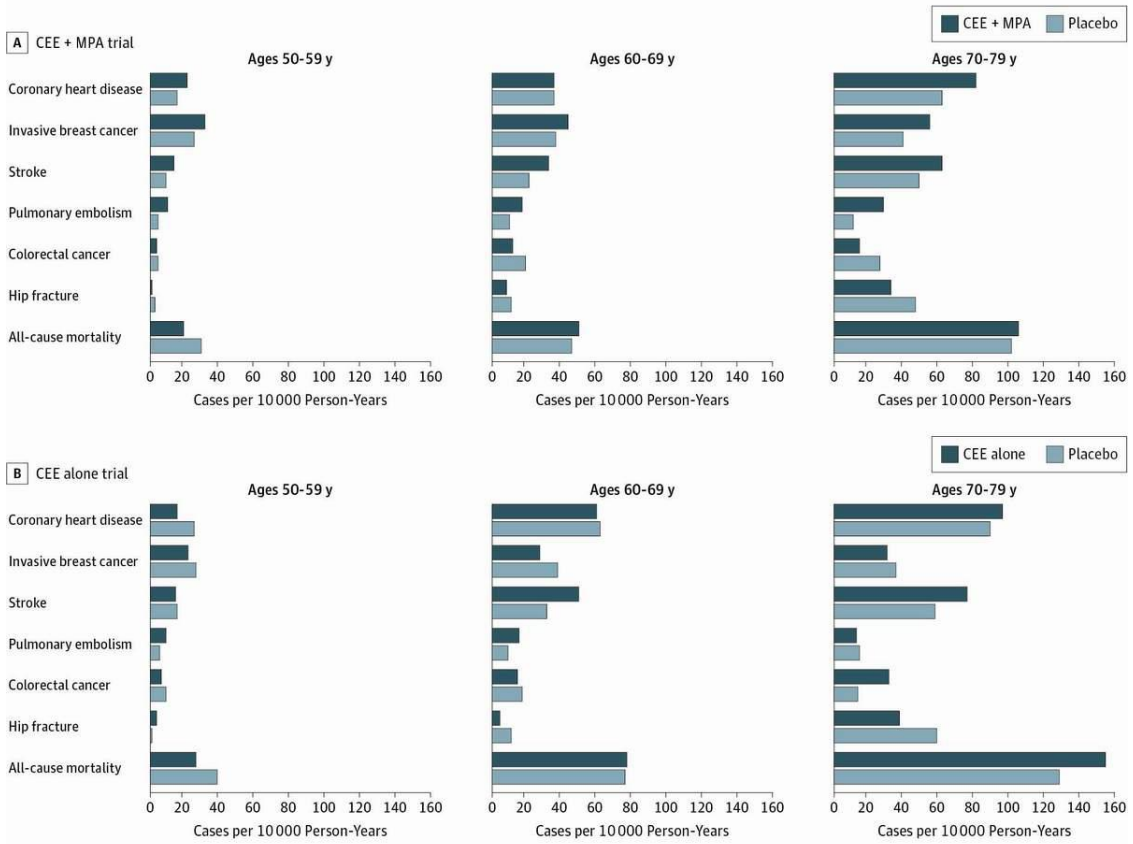 CEE + MPA Placebo
A CEE + MPA trial
Ages 50-59 y Ages 60-69 y Ages 70-79 y
Coronary heart disease
Invasive breast cancer
Stroke
Pulmonary embolism
Colorectal cancer
Hip fracture
All-cause mortality
0 20 40 60 80 100 120 140 160 0 20 40 60 80 100 120 140 160 0 20 40 60 80 100 120 140 160
Cases per 10 000 Person-Years Cases per 10 000 Person-Years Cases per 10 000 Person-Years
CEE alone Placebo
B CEE alone trial
Ages 50-59 y Ages 60-69 y Ages 70-79 y
Coronary heart disease
Invasive breast cancer
Stroke
Pulmonary embolism
Colorectal cancer
Hip fracture
All-cause mortality
0 20 40 60 80 100 120 140 160 0 20 40 60 80 100 120 140 160 0 20 40 60 80 100 120 140 160
Cases per 10 000 Person-Years Cases per 10 000 Person-Years Cases per 10 000 Person-Years